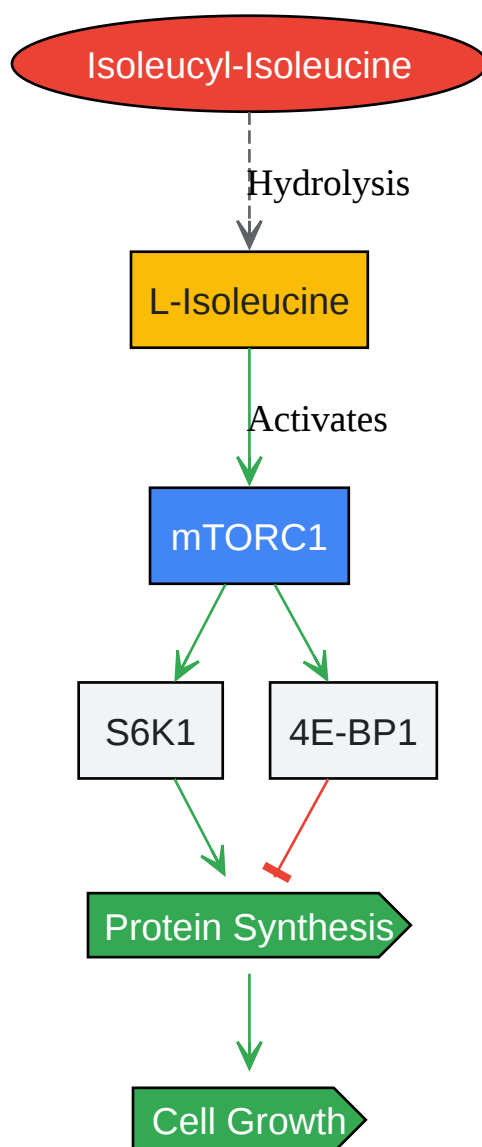 Isoleucyl-Isoleucine
Hydrolysis
L-Isoleucine
Activates
mTORC1
S6K1
4E-BP1
Protein Synthesis
Cell Growth